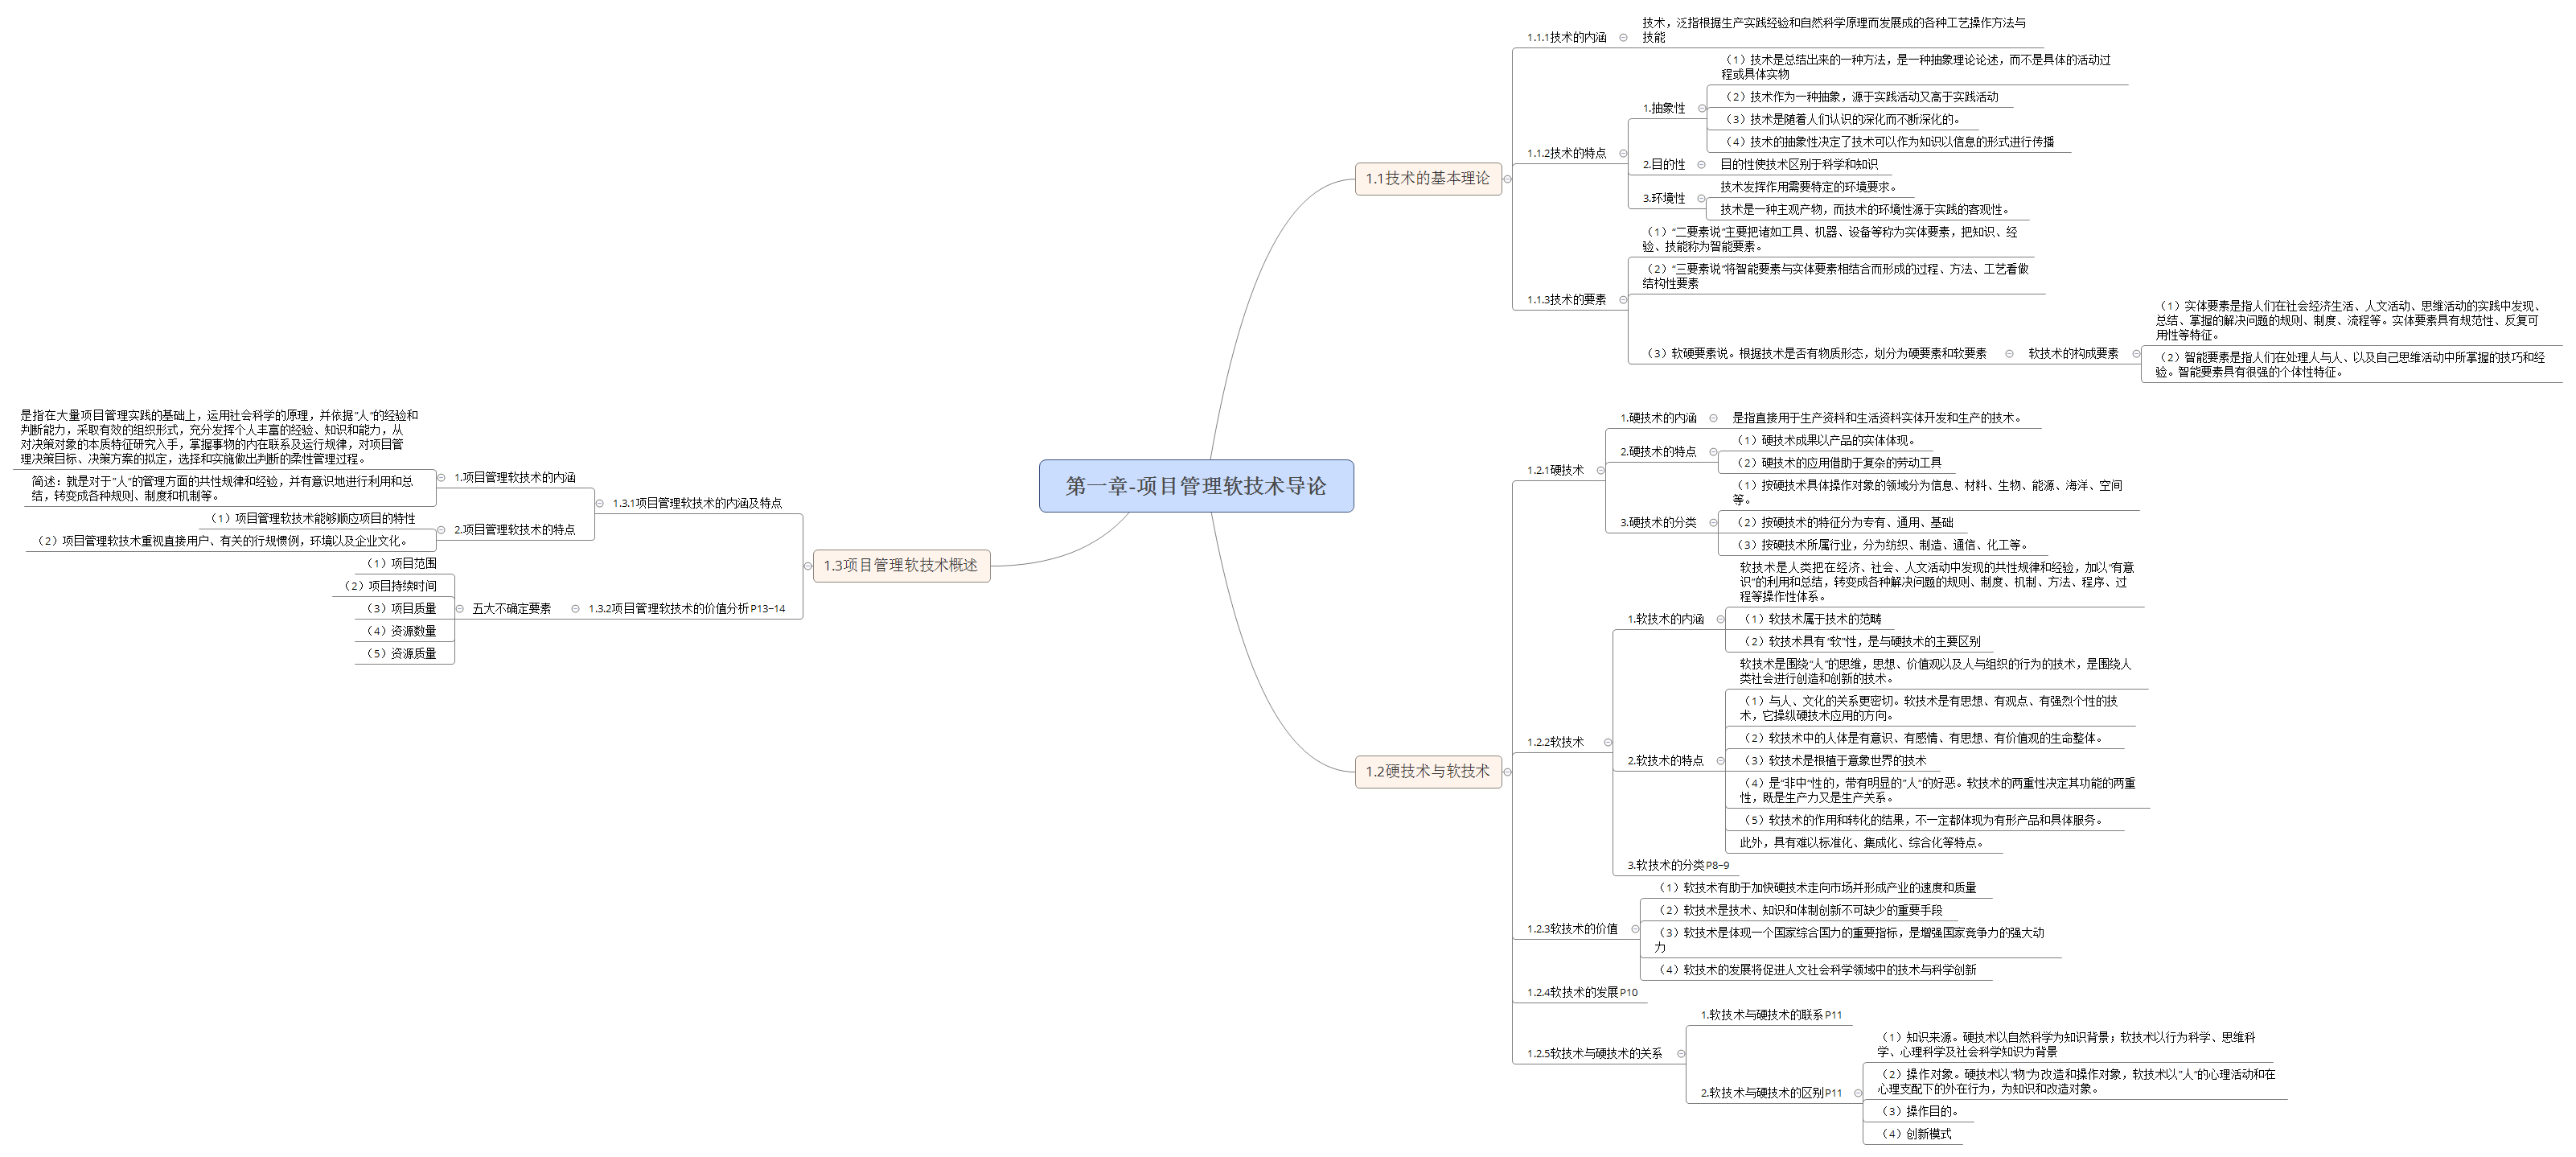 第一章-项目管理软技术导论
1.1技术的基本理论
1.1.1技术的内涵
技术，泛指根据生产实践经验和自然科学原理而发展成的各种工艺操作方法与
技能
1.1.2技术的特点
1.抽象性
（1）技术是总结出来的一种方法，是一种抽象理论论述，而不是具体的活动过
程或具体实物
（2）技术作为一种抽象，源于实践活动又高于实践活动
（3）技术是随着人们认识的深化而不断深化的。
（4）技术的抽象性决定了技术可以作为知识以信息的形式进行传播
2.目的性
目的性使技术区别于科学和知识
3.环境性
技术发挥作用需要特定的环境要求。
技术是一种主观产物，而技术的环境性源于实践的客观性。
1.1.3技术的要素
（1）“二要素说”主要把诸如工具、机器、设备等称为实体要素，把知识、经
验、技能称为智能要素。
（2）“三要素说”将智能要素与实体要素相结合而形成的过程、方法、工艺看做
结构性要素
（3）软硬要素说。根据技术是否有物质形态，划分为硬要素和软要素
软技术的构成要素
（1）实体要素是指人们在社会经济生活、人文活动、思维活动的实践中发现、
总结、掌握的解决问题的规则、制度、流程等。实体要素具有规范性、反复可
用性等特征。
（2）智能要素是指人们在处理人与人、以及自己思维活动中所掌握的技巧和经
验。智能要素具有很强的个体性特征。
1.2硬技术与软技术
1.2.1硬技术
1.硬技术的内涵
是指直接用于生产资料和生活资料实体开发和生产的技术。
2.硬技术的特点
（1）硬技术成果以产品的实体体现。
（2）硬技术的应用借助于复杂的劳动工具
3.硬技术的分类
（1）按硬技术具体操作对象的领域分为信息、材料、生物、能源、海洋、空间
等。
（2）按硬技术的特征分为专有、通用、基础
（3）按硬技术所属行业，分为纺织、制造、通信、化工等。
1.2.2软技术
1.软技术的内涵
软技术是人类把在经济、社会、人文活动中发现的共性规律和经验，加以“有意
识”的利用和总结，转变成各种解决问题的规则、制度、机制、方法、程序、过
程等操作性体系。
（1）软技术属于技术的范畴
（2）软技术具有“软”性，是与硬技术的主要区别
2.软技术的特点
软技术是围绕“人”的思维，思想、价值观以及人与组织的行为的技术，是围绕人
类社会进行创造和创新的技术。
（1）与人、文化的关系更密切。软技术是有思想、有观点、有强烈个性的技
术，它操纵硬技术应用的方向。
（2）软技术中的人体是有意识、有感情、有思想、有价值观的生命整体。
（3）软技术是根植于意象世界的技术
（4）是“非中”性的，带有明显的“人”的好恶。软技术的两重性决定其功能的两重
性，既是生产力又是生产关系。
（5）软技术的作用和转化的结果，不一定都体现为有形产品和具体服务。
此外，具有难以标准化、集成化、综合化等特点。
3.软技术的分类P8-9
1.2.3软技术的价值
（1）软技术有助于加快硬技术走向市场并形成产业的速度和质量
（2）软技术是技术、知识和体制创新不可缺少的重要手段
（3）软技术是体现一个国家综合国力的重要指标，是增强国家竞争力的强大动
力
（4）软技术的发展将促进人文社会科学领域中的技术与科学创新
1.2.4软技术的发展P10
1.2.5软技术与硬技术的关系
1.软技术与硬技术的联系P11
2.软技术与硬技术的区别P11
（1）知识来源。硬技术以自然科学为知识背景；软技术以行为科学、思维科
学、心理科学及社会科学知识为背景
（2）操作对象。硬技术以“物”为改造和操作对象，软技术以“人”的心理活动和在
心理支配下的外在行为，为知识和改造对象。
（3）操作目的。
（4）创新模式
1.3项目管理软技术概述
1.3.1项目管理软技术的内涵及特点
1.项目管理软技术的内涵
是指在大量项目管理实践的基础上，运用社会科学的原理，并依据“人”的经验和
判断能力，采取有效的组织形式，充分发挥个人丰富的经验、知识和能力，从
对决策对象的本质特征研究入手，掌握事物的内在联系及运行规律，对项目管
理决策目标、决策方案的拟定，选择和实施做出判断的柔性管理过程。
简述：就是对于“人”的管理方面的共性规律和经验，并有意识地进行利用和总
结，转变成各种规则、制度和机制等。
2.项目管理软技术的特点
（1）项目管理软技术能够顺应项目的特性
（2）项目管理软技术重视直接用户、有关的行规惯例，环境以及企业文化。
1.3.2项目管理软技术的价值分析P13-14
五大不确定要素
（1）项目范围
（2）项目持续时间
（3）项目质量
（4）资源数量
（5）资源质量